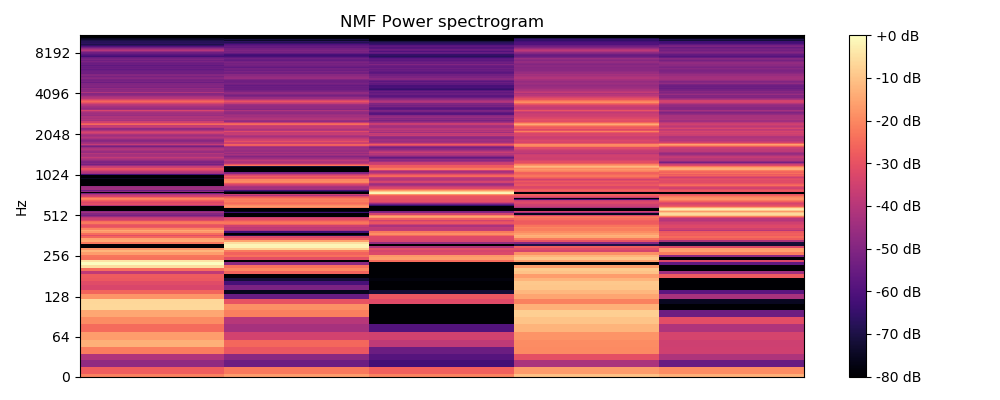 NMF Power spectrogram
Hz
8192
4096
2048
1024
512
256
128
64
0
+0 dB
-10 dB
-20 dB
-30 dB
-40 dB
-50 dB
-60 dB
-70 dB
-80 dB